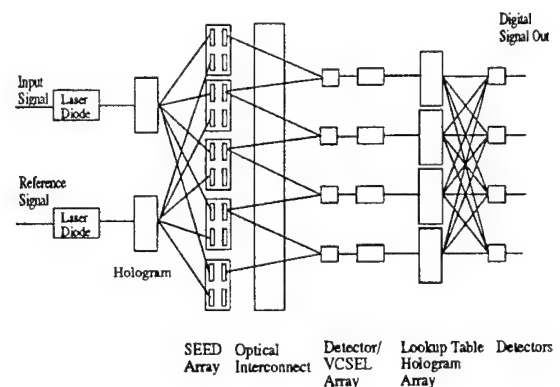 Digital
Signal Out
Input
Signal
Laser
Diode
Reference
Signal
Laser
Diode
Hologram
SEED
Array
Optical
Interconnect
Detector/
VCSEL
Array
Lookup Table
Hologram
Array
Detectors